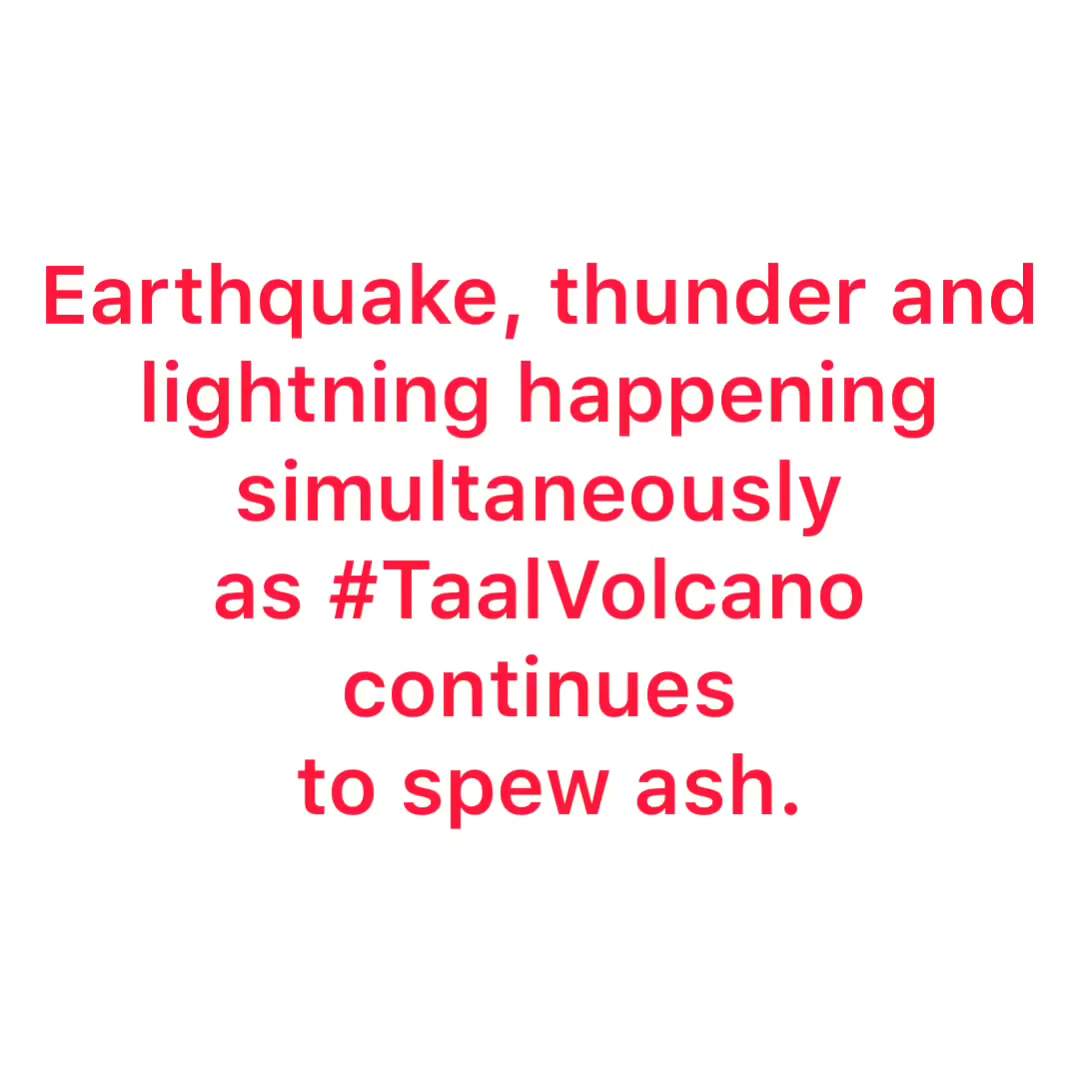 Earthquake, thunder and
lightning happening
simultaneously
as #TaalVolcano
continues
to spew ash.